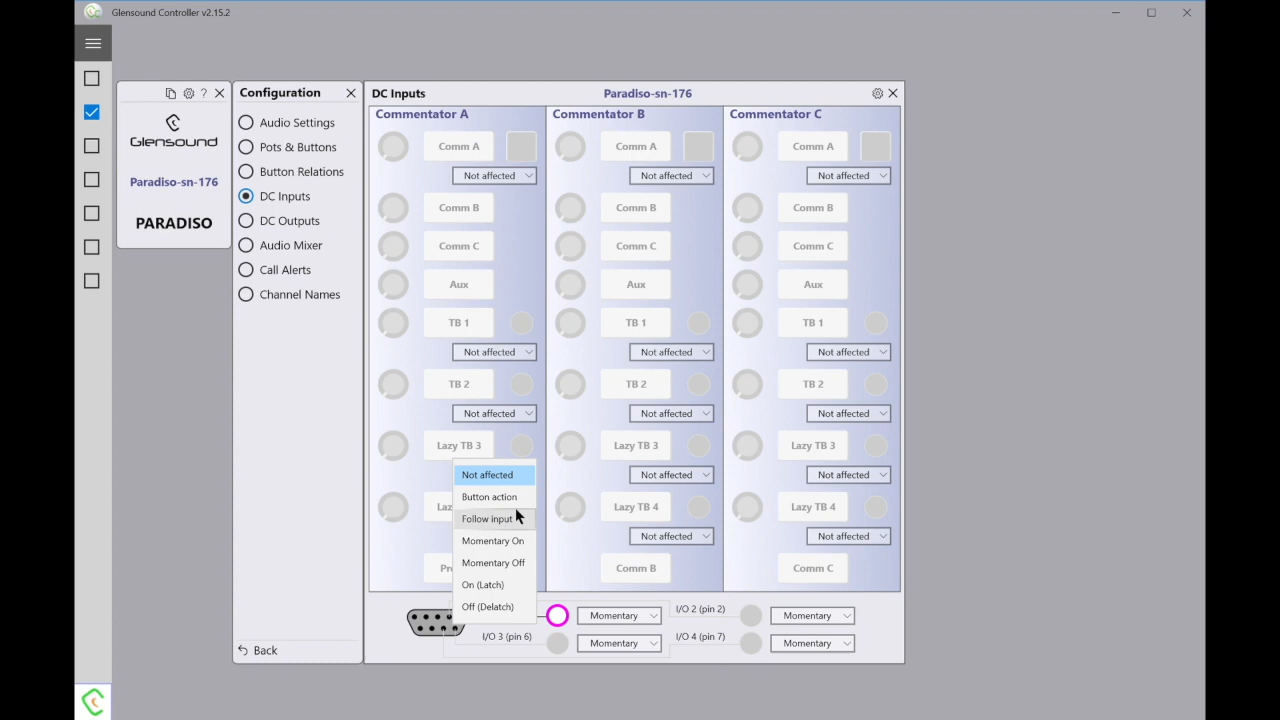 Glensound Controller v2.15.2
?
Glensound
Paradiso-sn-176
PARADISO
Configuration
Audio Settings
Pots & Buttons
Button Relations
DC Inputs
DC Outputs
Audio Mixer
Call Alerts
Channel Names
Back
DC Inputs
Paradiso-sn-176
Commentator A
Comm A
Not affected
Comm B
Comm C
Aux
TB 1
Not affected
TB 2
Not affected
Lazy TB 3
Not affected
Button action
Follow input
Momentary On
Momentary Off
On (Latch)
Off (Delatch)
Commentator B
Comm A
Not affected
Comm B
Comm C
Aux
TB 1
Not affected
TB 2
Not affected
Lazy TB 3
Not affected
Lazy TB 4
Not affected
Comm B
Commentator C
Comm A
Not affected
Comm B
Comm C
Aux
TB 1
Not affected
TB 2
Not affected
Lazy TB 3
Not affected
Lazy TB 4
Not affected
Comm C
Momentary
I/O 2 (pin 2)
Momentary
I/O 3 (pin 6)
Momentary
I/O 4 (pin 7)
Momentary